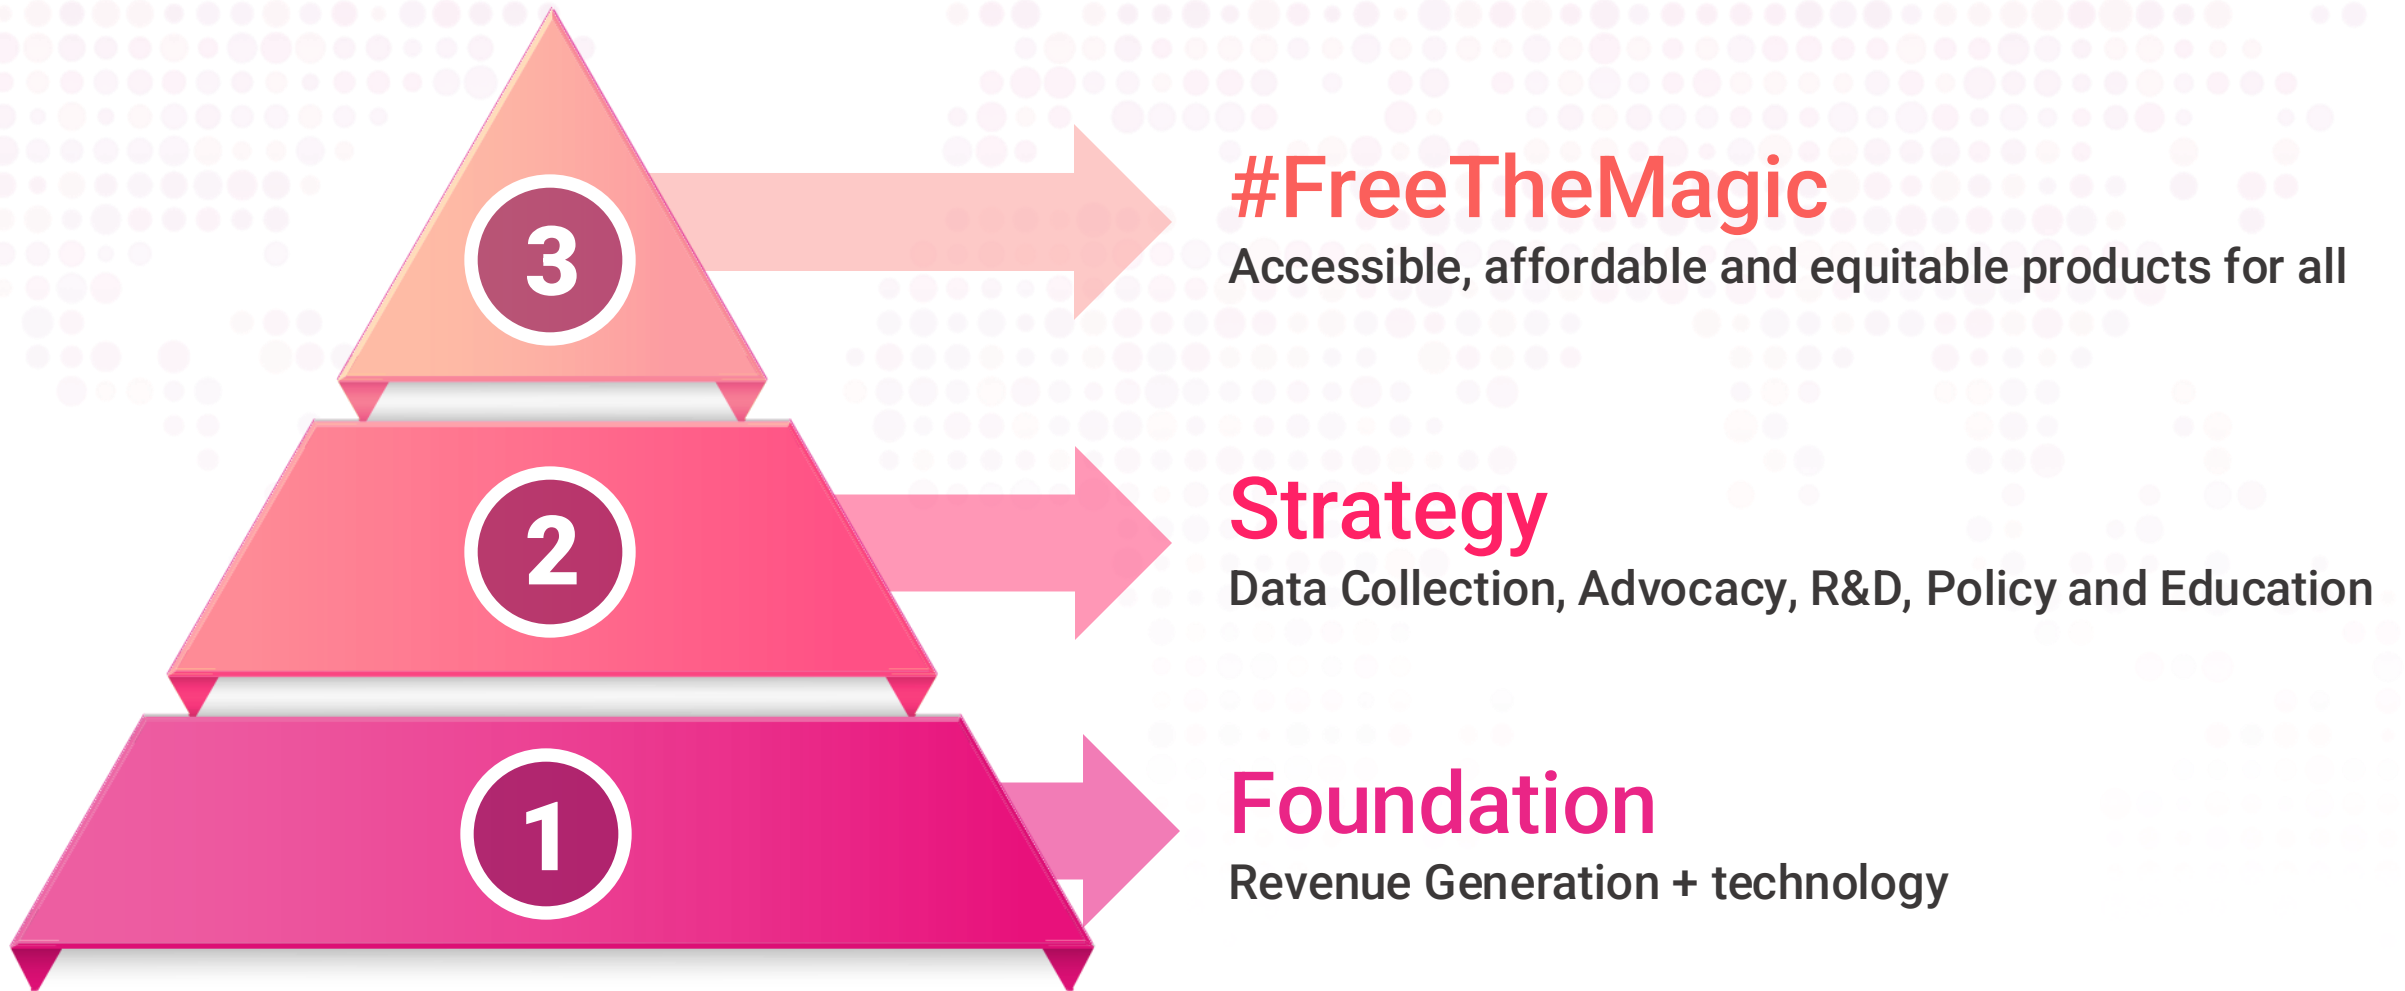 3
#FreeTheMagic
Accessible, affordable and equitable products for all
2
Strategy
Data Collection, Advocacy, R&D, Policy and Education
1
Foundation
Revenue Generation + technology